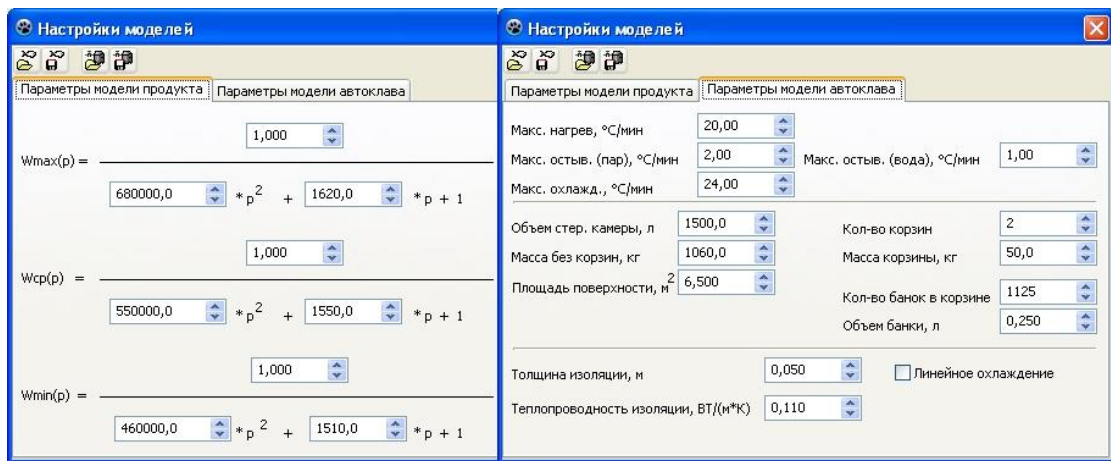 Настройки моделей
Параметры модели продукта Параметры модели автоклава
1,000
Wmax(p) =
680000,0 * p2 + 1620,0 * p + 1
1,000
Wcp(p) =
550000,0 * p2 + 1550,0 * p + 1
1,000
Wmin(p) =
460000,0 * p2 + 1510,0 * p + 1
Настройки моделей
Параметры модели продукта Параметры модели автоклава
Макс. нагрев, °С/мин 20,00
Макс. остыв. (пар), °С/мин 2,00 Макс. остыв. (вода), °С/мин 1,00
Макс. охлажд., °С/мин 24,00
Объем стер. камеры, л 1500,0 Кол-во корзин 2
Масса без корзин, кг 1060,0 Масса корзины, кг 50,0
Площадь поверхности, м2 6,500
Кол-во банок в корзине 1125
Объем банки, л 0,250
Толщина изоляции, м 0,050 Линейное охлаждение
Теплопроводность изоляции, ВТ/(м*К) 0,110